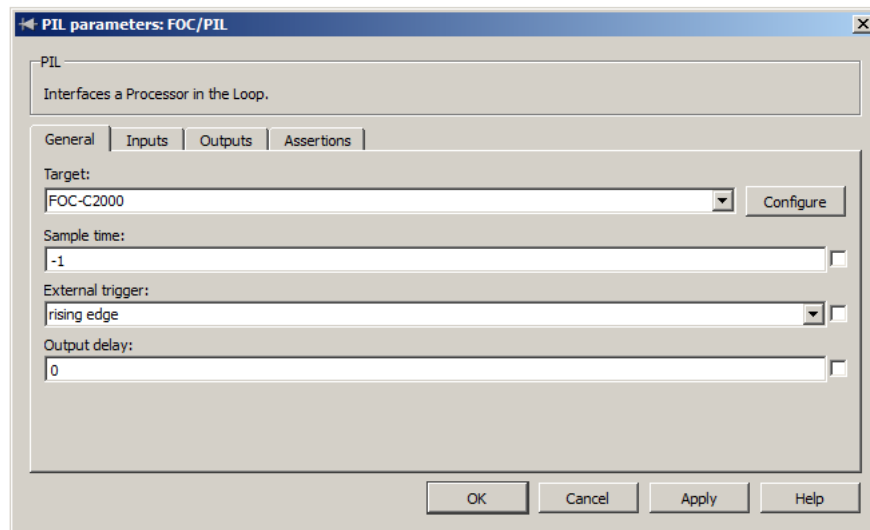 PIL parameters: FOC/PIL
PIL
Interfaces a Processor in the Loop.
General Inputs Outputs Assertions
Target:
FOC-C2000 Configure
Sample time:
-1
External trigger:
rising edge
Output delay:
0
OK Cancel Apply Help